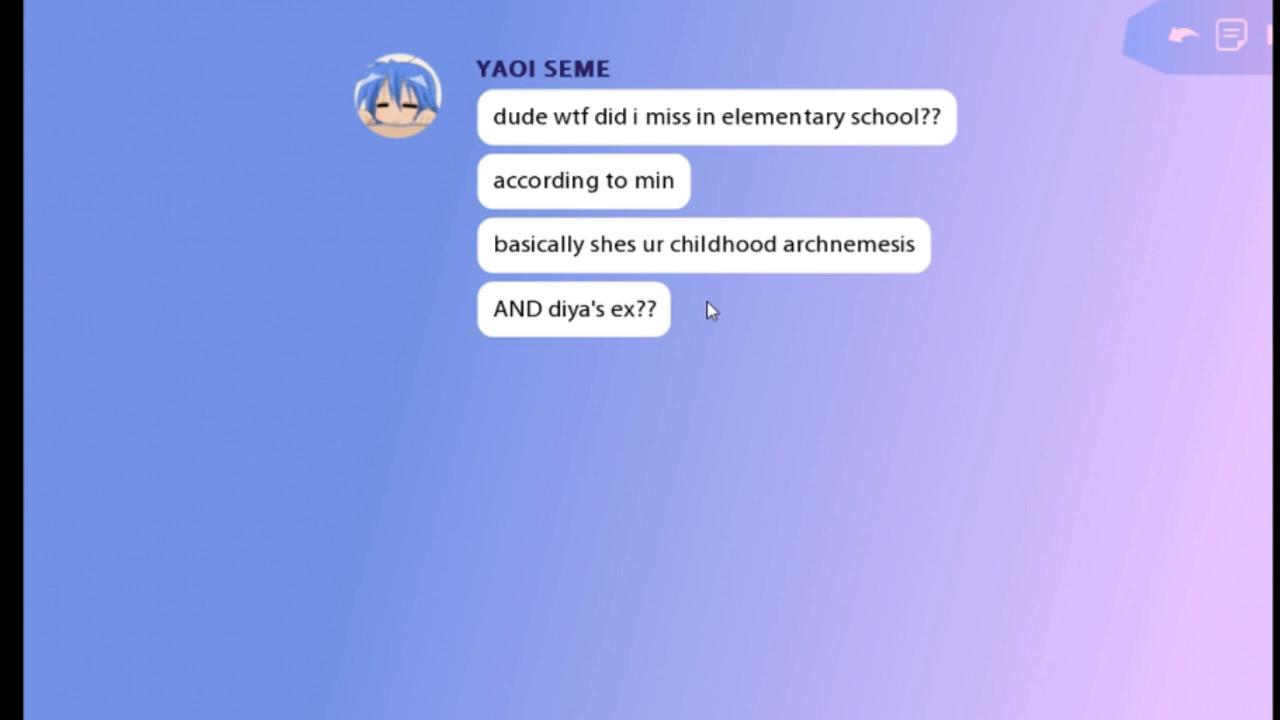 YAOI SEME
dude wtf did i miss in elementary school??
according to min
basically shes ur childhood archnemesis
AND diya's ex??